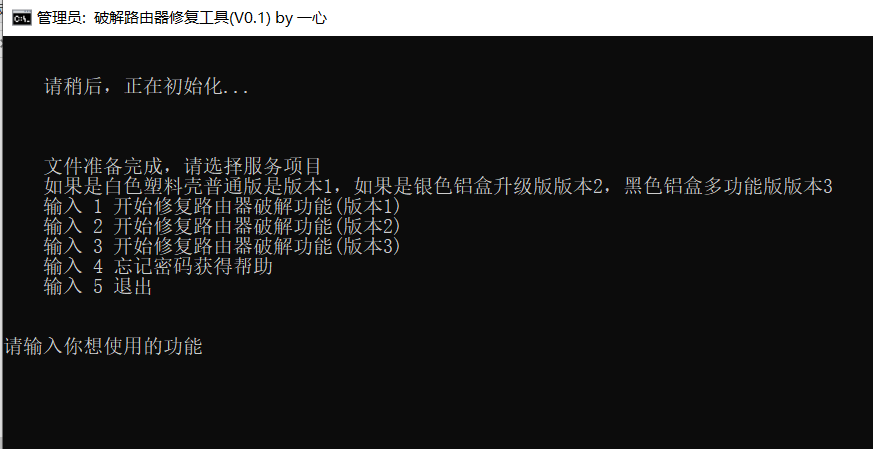 管理员: 破解路由器修复工具(V0.1) by 一心
请稍后，正在初始化...
文件准备完成，请选择服务项目
如果是白色塑料壳普通版是版本1，如果是银色铝盒升级版版本2，黑色铝盒多功能版版本3
输入 1 开始修复路由器破解功能(版本1)
输入 2 开始修复路由器破解功能(版本2)
输入 3 开始修复路由器破解功能(版本3)
输入 4 忘记密码获得帮助
输入 5 退出
请输入你想使用的功能